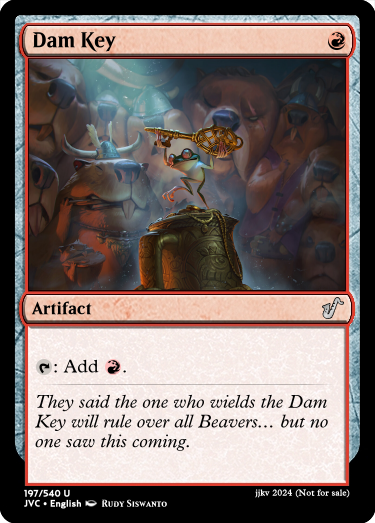 Dam Key
Artifact
: Add .
They said the one who wields the Dam
Key will rule over all Beavers... but no
one saw this coming.
197/540 U
JVC • English Rudy Siswanto
jjkv 2024 (Not for sale)